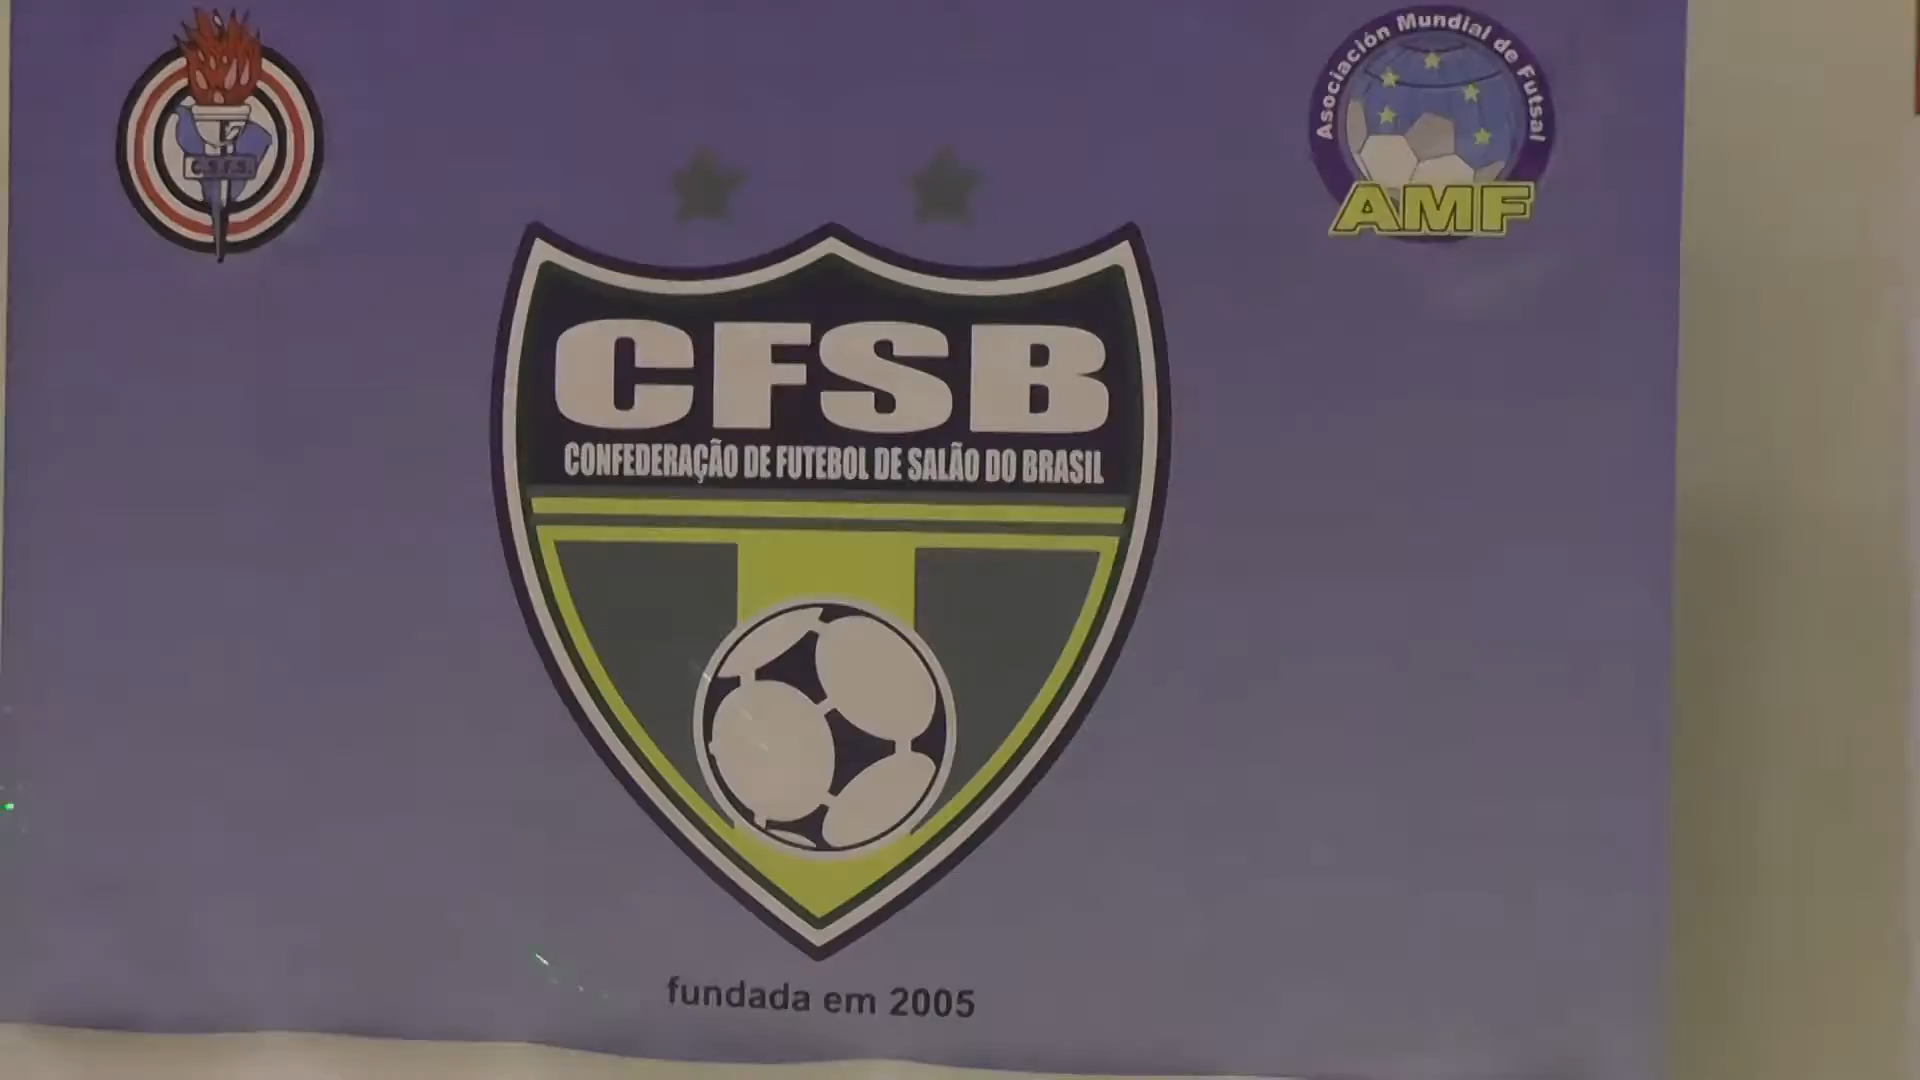 C.S.F.S.
Asociación Mundial de Futsal
AMF
CFSB
CONFEDERAÇÃO DE FUTEBOL DE SALÃO DO BRASIL
fundada em 2005